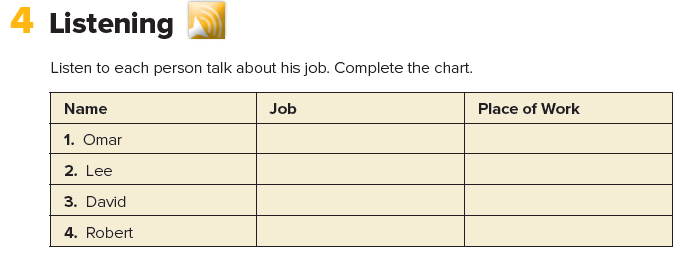 4 Listening
Listen to each person talk about his job. Complete the chart.
Name Job Place of Work
1. Omar
2. Lee
3. David
4. Robert